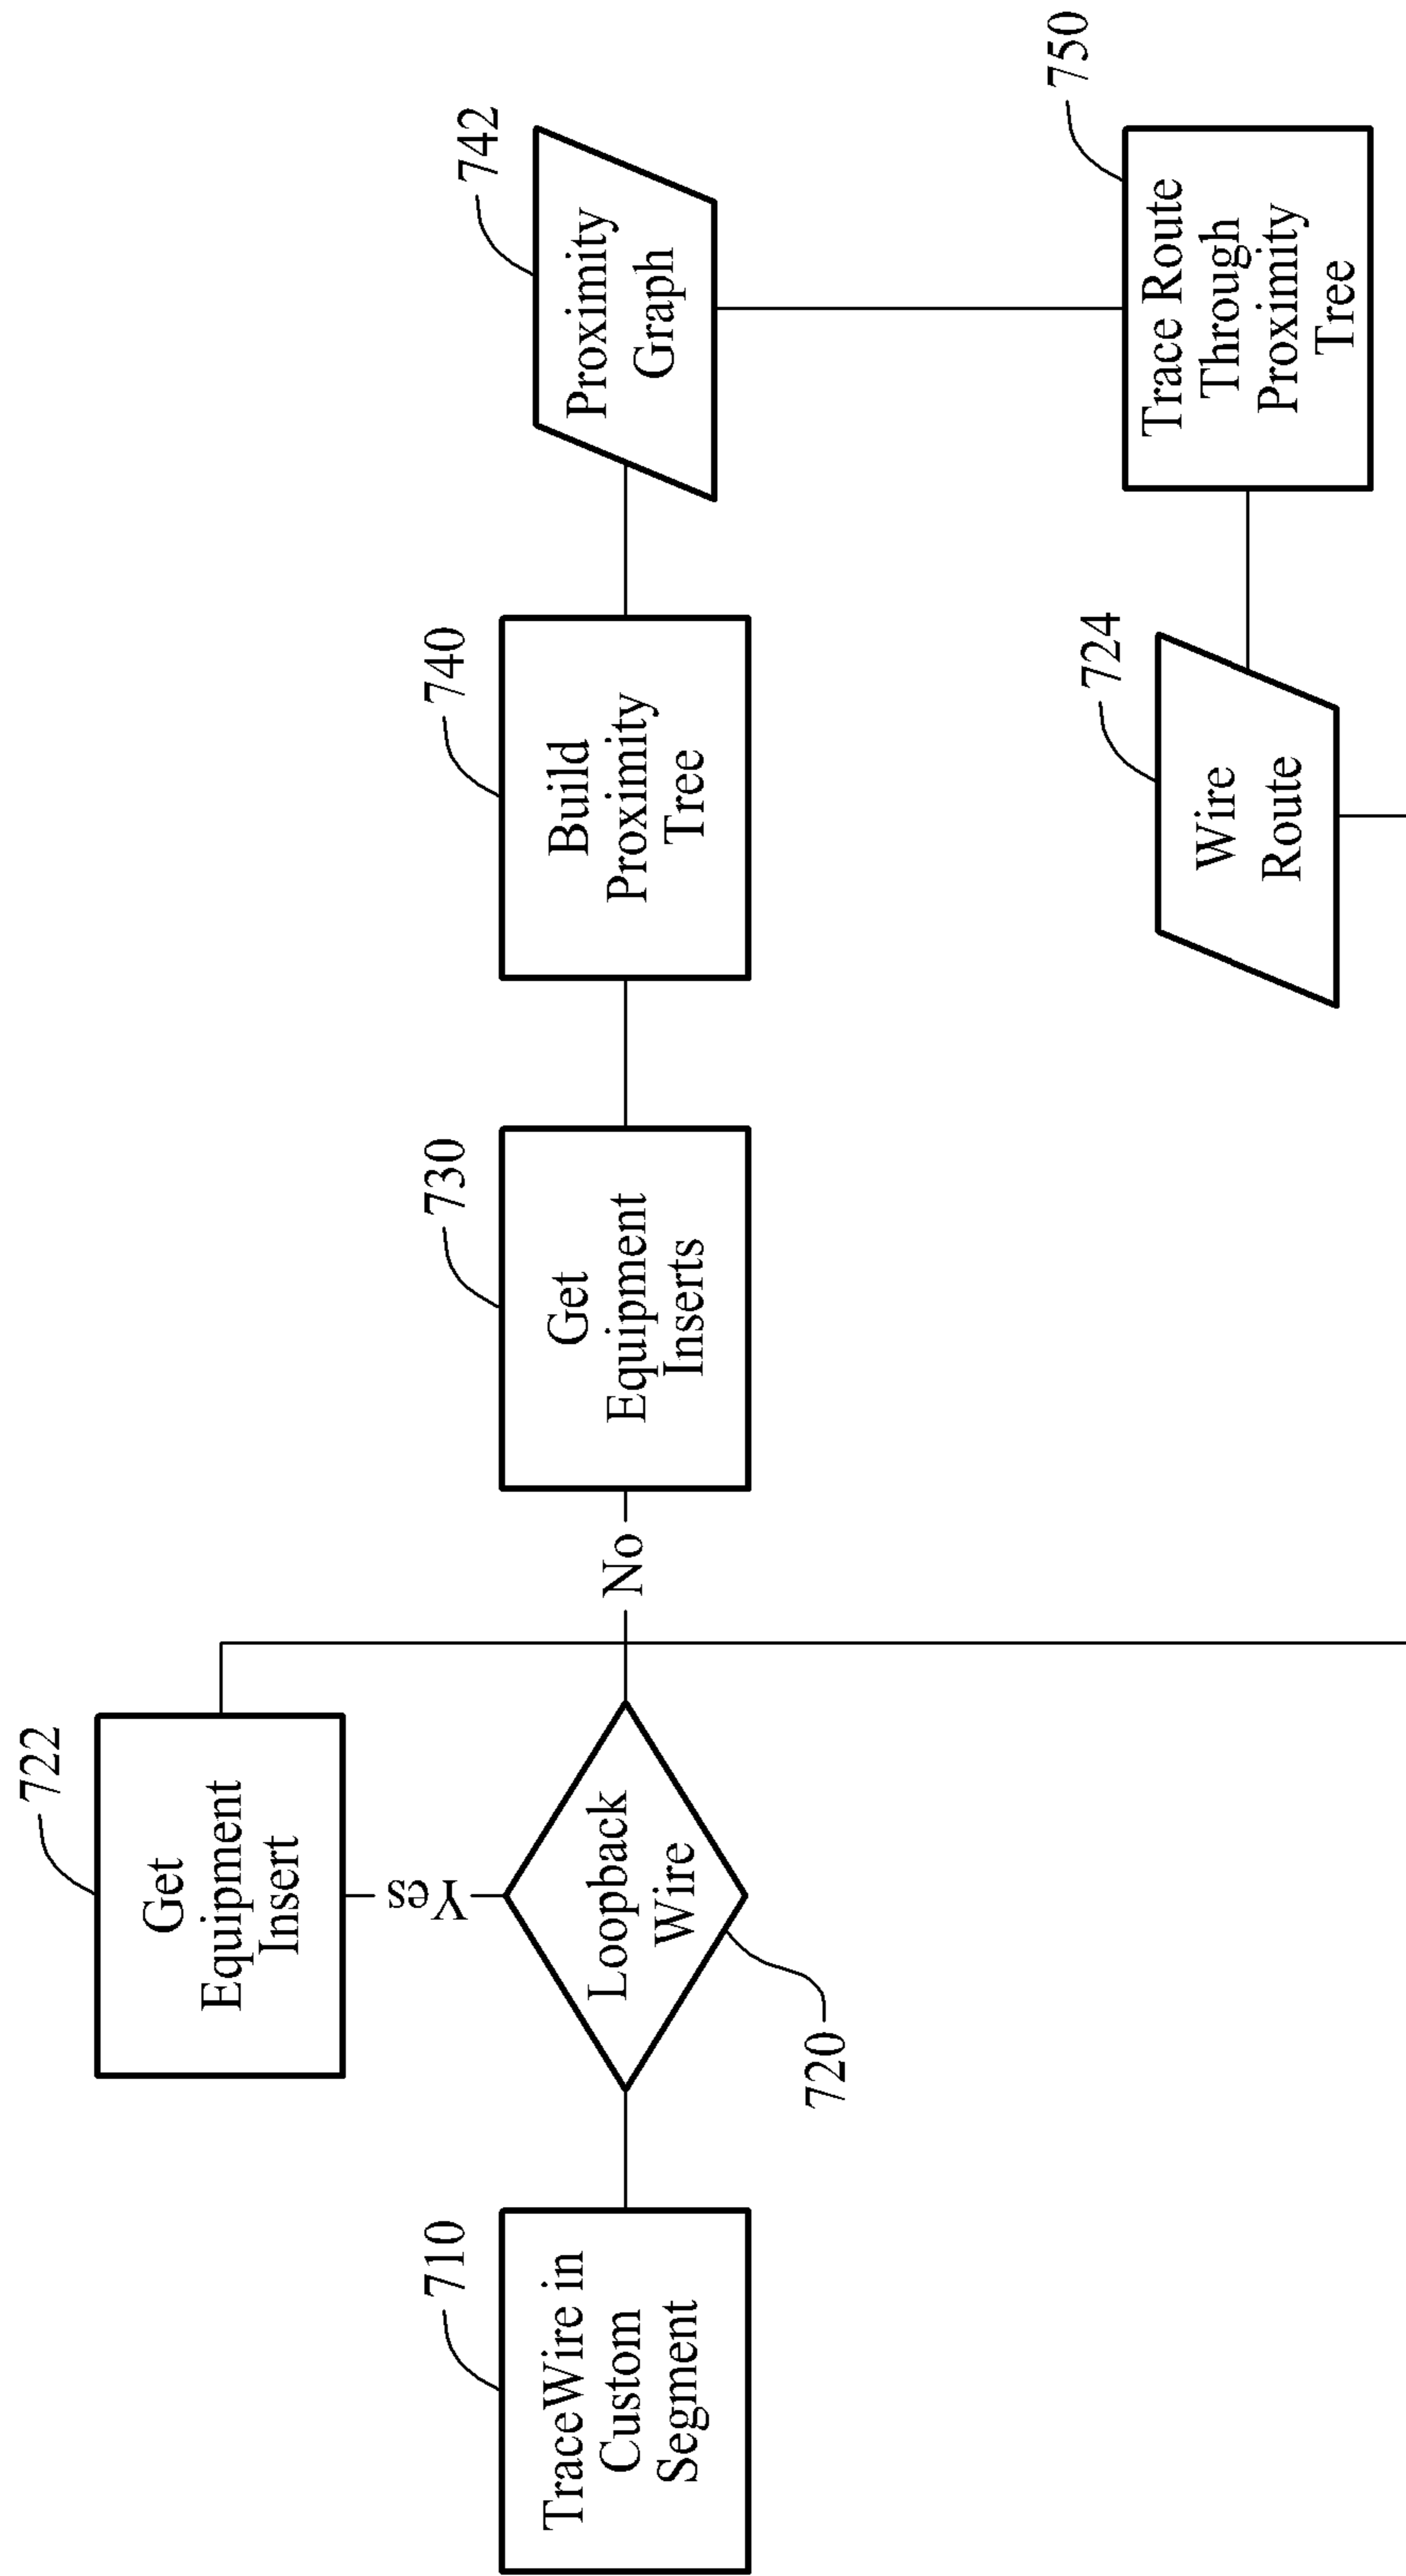 722
Get
Equipment
Insert
Yes
710
TraceWire in
Custom
Segment
Loopback
Wire
720
No
730
Get
Equipment
Inserts
740
Build
Proximity
Tree
742
Proximity
Graph
724
Wire
Route
750
Trace Route
Through
Proximity
Tree